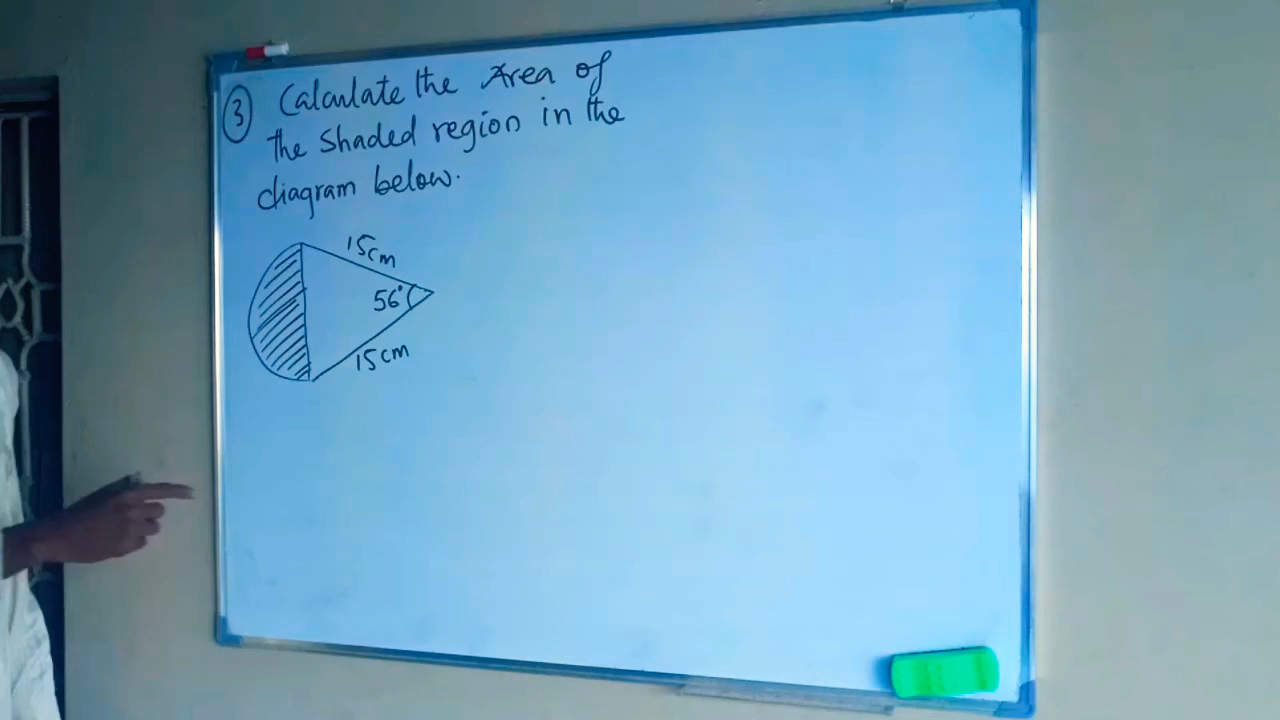 ③ Calculate the Area of
the shaded region in the
diagram below.
15cm
56°
15cm